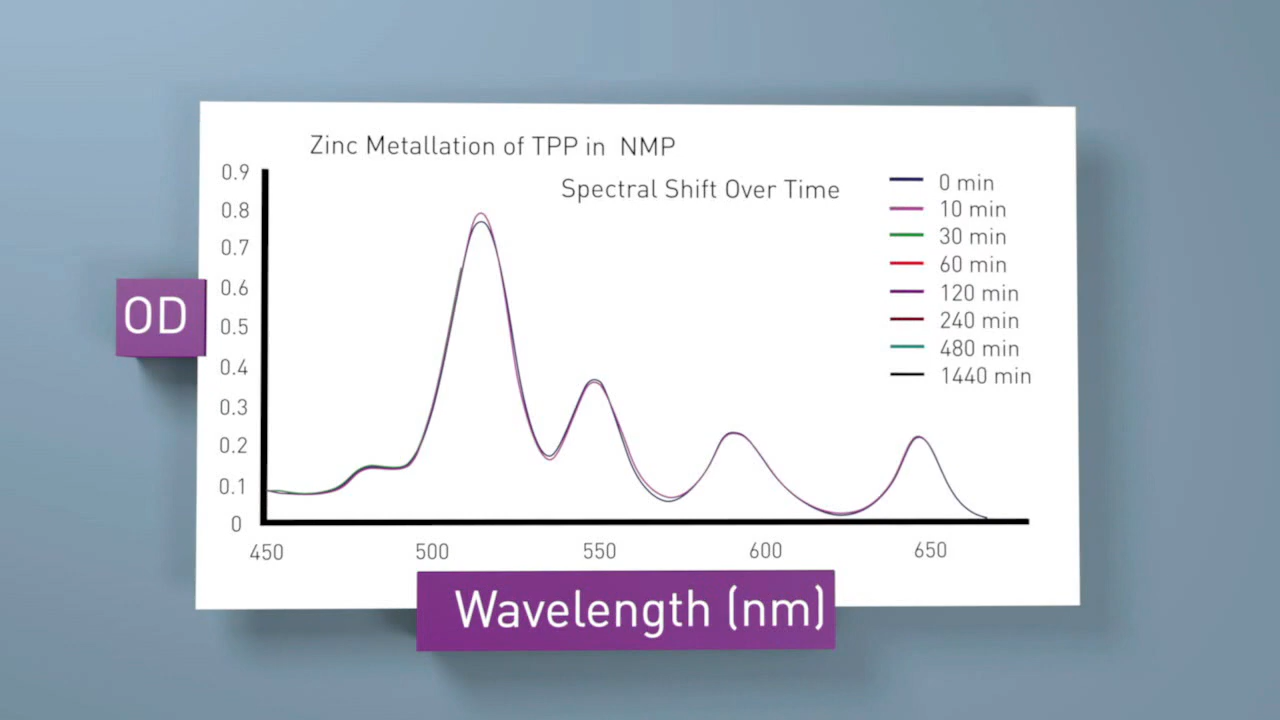 Zinc Metallation of TPP in NMP
Spectral Shift Over Time
0 min
10 min
30 min
60 min
120 min
240 min
480 min
1440 min
OD
0.9
0.8
0.7
0.6
0.5
0.4
0.3
0.2
0.1
0
450 500 550 600 650
Wavelength (nm)